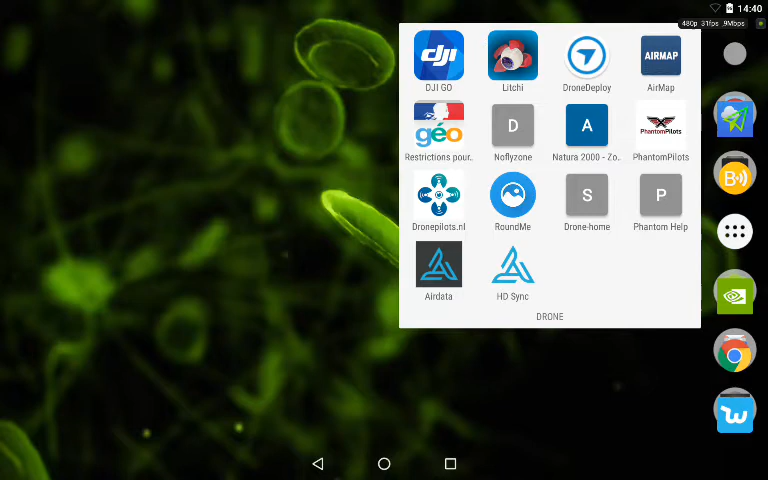 14:40
480p 31fps .9Mbps
dji
AIRMAP
DJI GO
Litchi
DroneDeploy
AirMap
géo
D
A
PhantomPilots
Restrictions pour..
Noflyzone
Natura 2000 - Zo..
PhantomPilots
S
P
Dronepilots.nl
RoundMe
Drone-home
Phantom Help
Airdata
HD Sync
DRONE
B